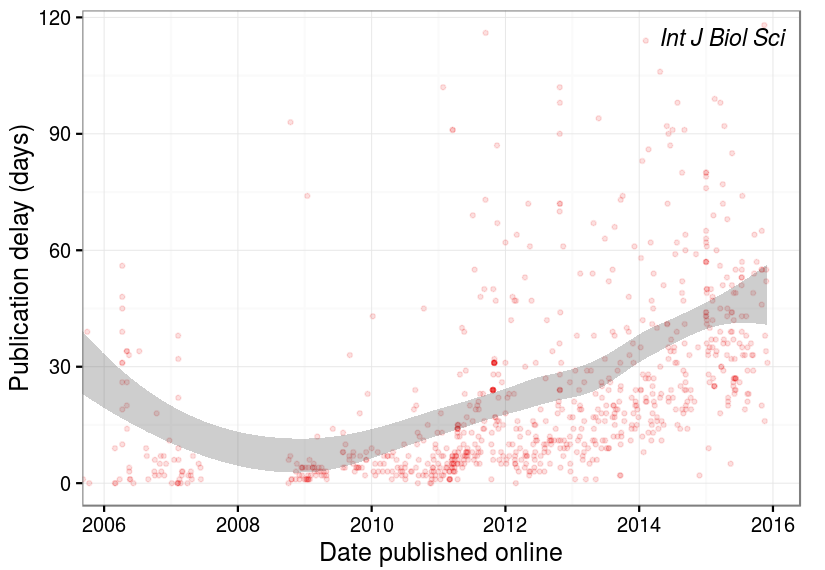 120
Int J Biol Sci
90
60
30
0
Publication delay (days)
2006 2008 2010 2012 2014 2016
Date published online